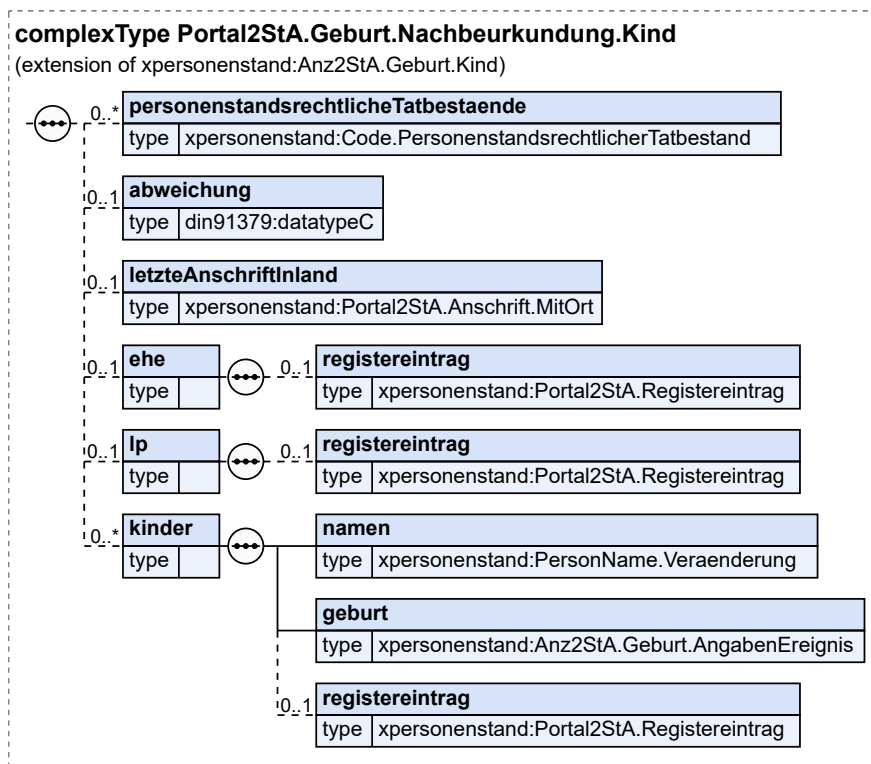 complexType Portal2StA.Geburt.Nachbeurkundung.Kind
(extension of xpersonenstand:Anz2StA.Geburt.Kind)
0..* personenstandsrechtlicheTatbestaende
type xpersonenstand:Code.PersonenstandsrechtlicherTatbestand
0..1 abweichung
type din91379:datatypeC
0..1 letzteAnschriftInland
type xpersonenstand:Portal2StA.Anschrift.MitOrt
0..1 ehe 0..1 registereintrag
type type xpersonenstand:Portal2StA.Registereintrag
0..1 lp 0..1 registereintrag
type type xpersonenstand:Portal2StA.Registereintrag
0..* kinder namen
type type xpersonenstand:PersonName.Veraenderung
geburt
type xpersonenstand:Anz2StA.Geburt.AngabenEreignis
0..1 registereintrag
type xpersonenstand:Portal2StA.Registereintrag